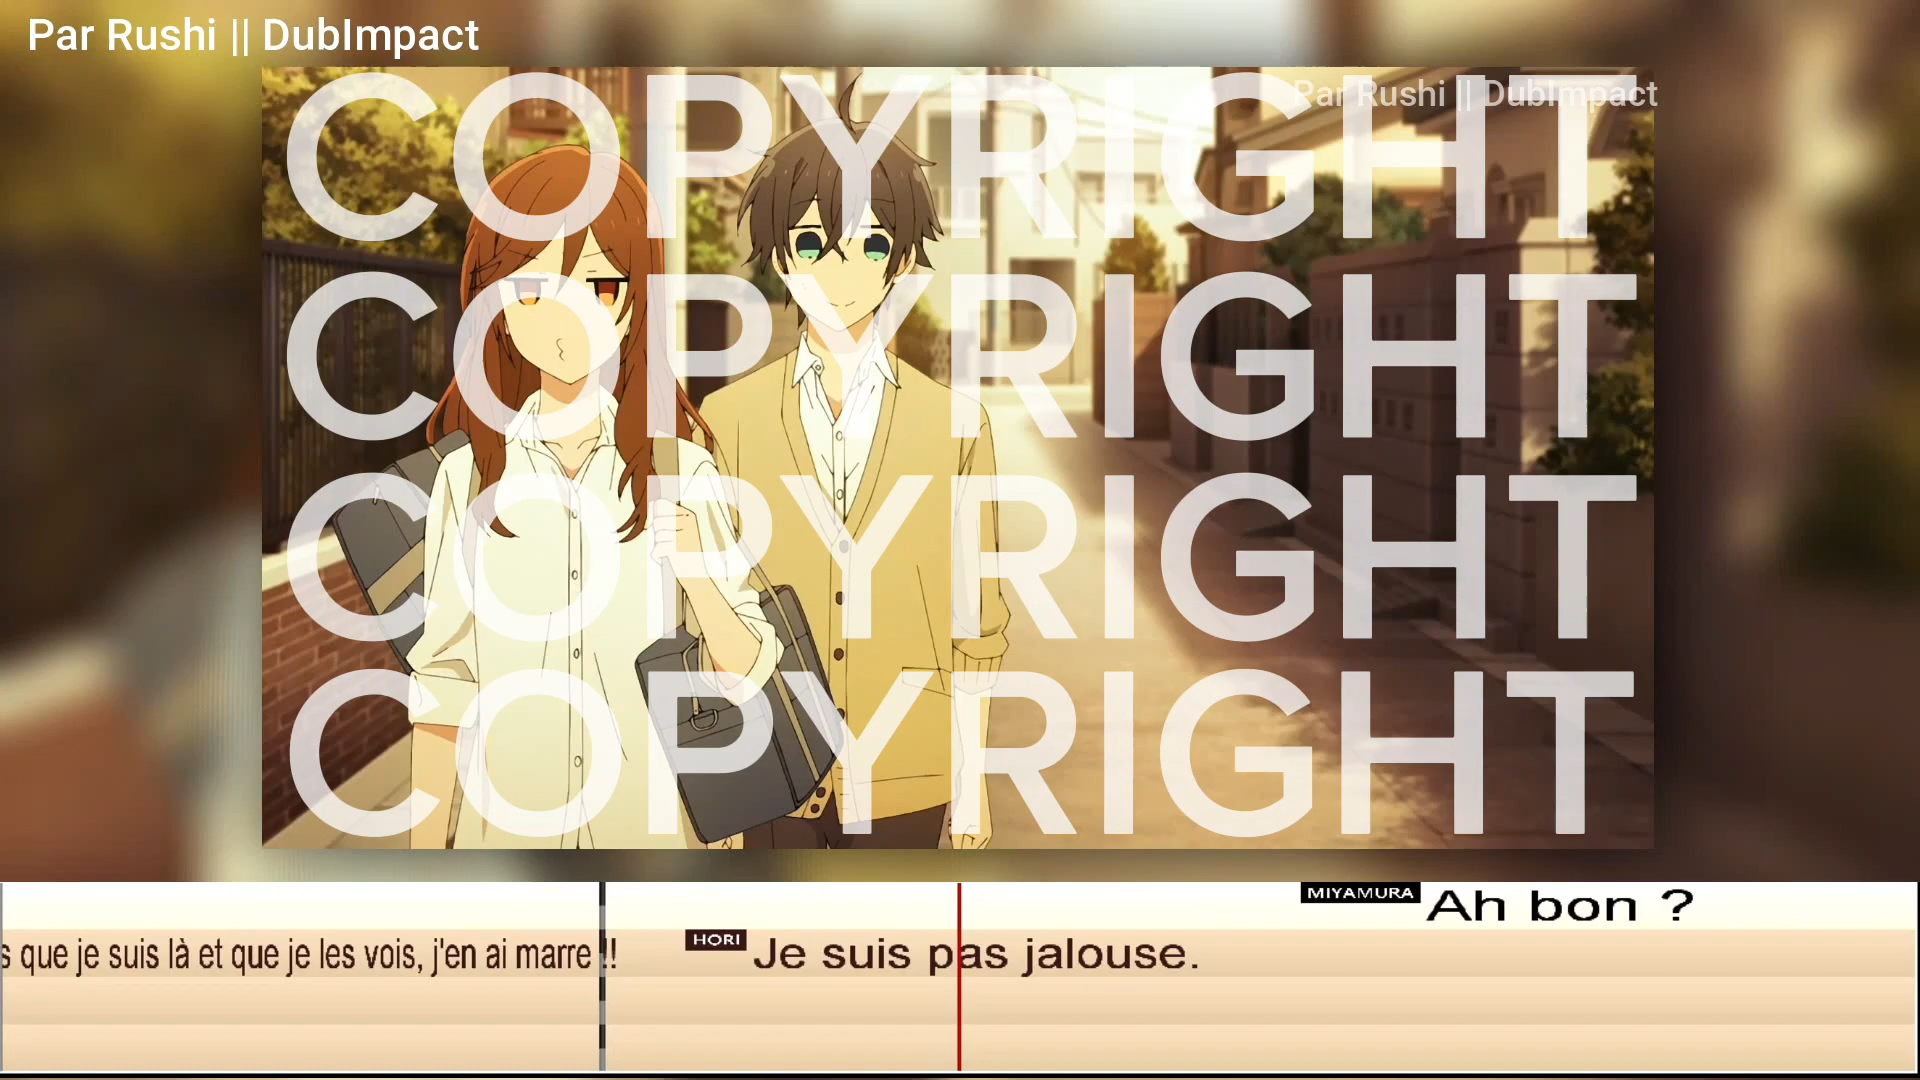 Par Rushi || DubImpact
Par Rushi || DubImpact
COPYRIGHT
COPYRIGHT
COPYRIGHT
COPYRIGHT
MIYAMURA Ah bon ?
s que je suis là et que je les vois, j'en ai marre !!
HORI Je suis pas jalouse.